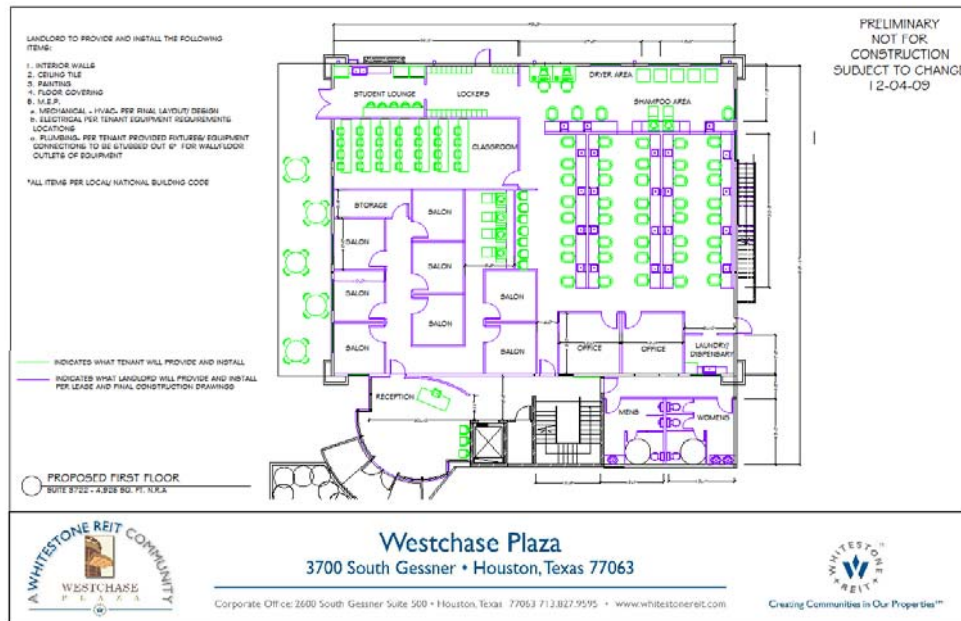 LANDLORD TO PROVIDE AND INSTALL THE FOLLOWING
ITEMS:
1. INTERIOR WALLS
2. CEILING TILE
3. PAINTING
4. FLOOR COVERING
5. M.E.P.
a. MECHANICAL - HVAC- PER FINAL LAYOUT/ DESIGN
b. ELECTRICAL PER TENANT EQUIPMENT REQUIREMENTS
LOCATIONS
c. PLUMBING- PER TENANT PROVIDED FIXTURES/ EQUIPMENT
CONNECTIONS TO BE STUBBED OUT 6" FOR WALL/FLOOR
OUTLETS OF EQUIPMENT
*ALL ITEMS PER LOCAL/ NATIONAL BUILDING CODE
PRELIMINARY
NOT FOR
CONSTRUCTION
SUBJECT TO CHANGE
12-04-09
DRYER AREA
STUDENT LOUNGE
LOCKERS
SHAMPOO AREA
CLASSROOM
STORAGE
SALON
SALON
SALON
SALON
SALON
SALON
SALON
SALON
OFFICE
OFFICE
LAUNDRY/
DISPENSARY
RECEPTION
MENS
WOMENS
INDICATES WHAT TENANT WILL PROVIDE AND INSTALL
INDICATES WHAT LANDLORD WILL PROVIDE AND INSTALL
PER LEASE AND FINAL CONSTRUCTION DRAWINGS
PROPOSED FIRST FLOOR
SUITE 3722 - 4,925 SQ. FT. N.R.A
A WHITESTONE REIT COMMUNITY
WESTCHASE
PLAZA
Westchase Plaza
3700 South Gessner • Houston, Texas 77063
Corporate Office: 2600 South Gessner Suite 500 • Houston, Texas 77063 713.827.9595 • www.whitestonereit.com
WHITESTONE
REIT
Creating Communities in Our Properties™